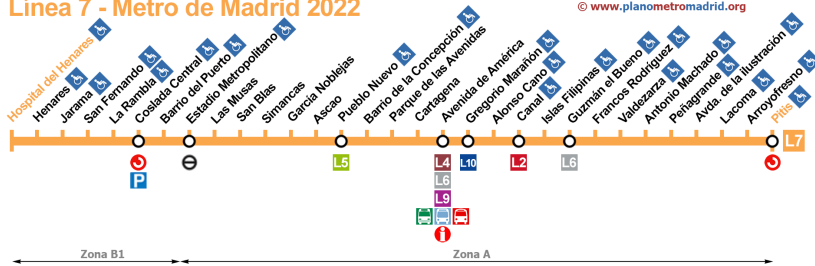 Línea 7 - Metro de Madrid 2022
© www.planometromadrid.org
Hospital del Henares
Henares
Jarama
San Fernando
La Rambla
Coslada Central
Barrio del Puerto
Estadio Metropolitano
Las Musas
San Blas
Simancas
García Noblejas
Ascao
Pueblo Nuevo
Barrio de la Concepción
Parque de las Avenidas
Cartagena
Avenida de América
Gregorio Marañón
Alonso Cano
Canal
Islas Filipinas
Guzmán el Bueno
Francos Rodríguez
Valdezarza
Antonio Machado
Peñagrande
Avda. de la Ilustración
Lacoma
Arroyofresno
Pitis
L7
P
L5
L4
L6
L9
L10
L2
L6
i
Zona B1
Zona A